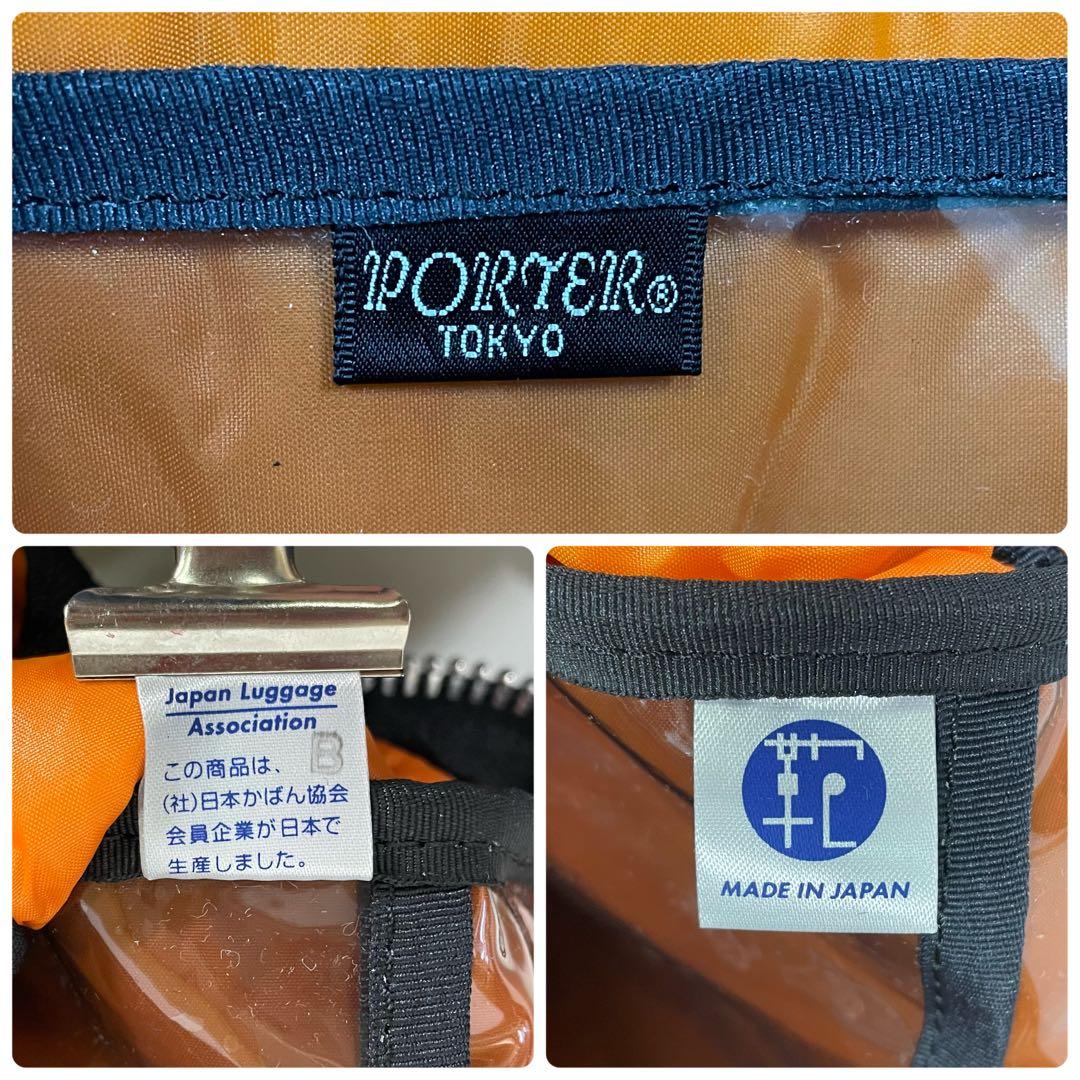 PORTER®
TOKYO
Japan Luggage
Association
B
この商品は、
(社)日本かばん協会
会員企業が日本で
生産しました。
鞄
MADE IN JAPAN